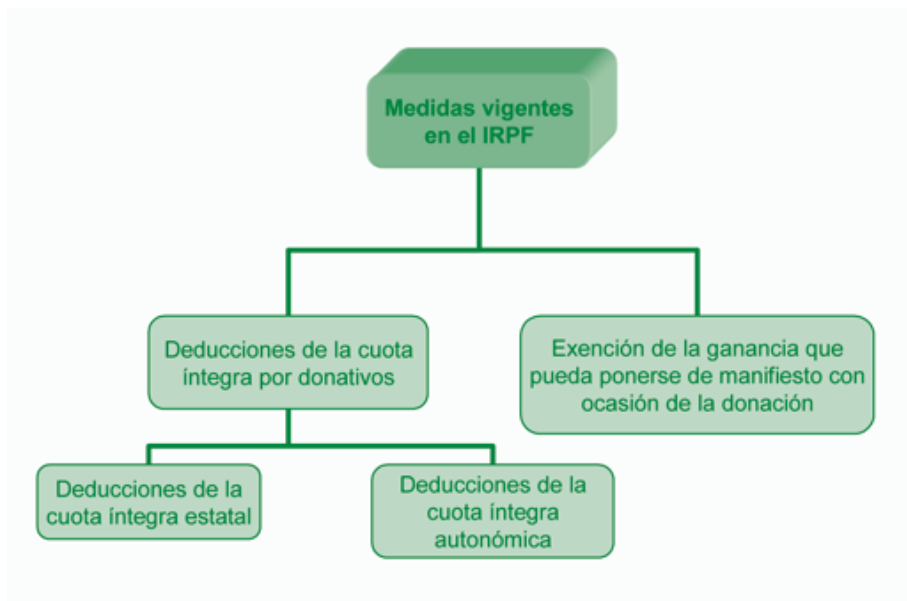 Medidas vigentes
en el IRPF
Deducciones de la cuota
íntegra por donativos
Exención de la ganancia que
pueda ponerse de manifiesto con
ocasión de la donación
Deducciones de la
cuota íntegra estatal
Deducciones de la
cuota íntegra
autonómica